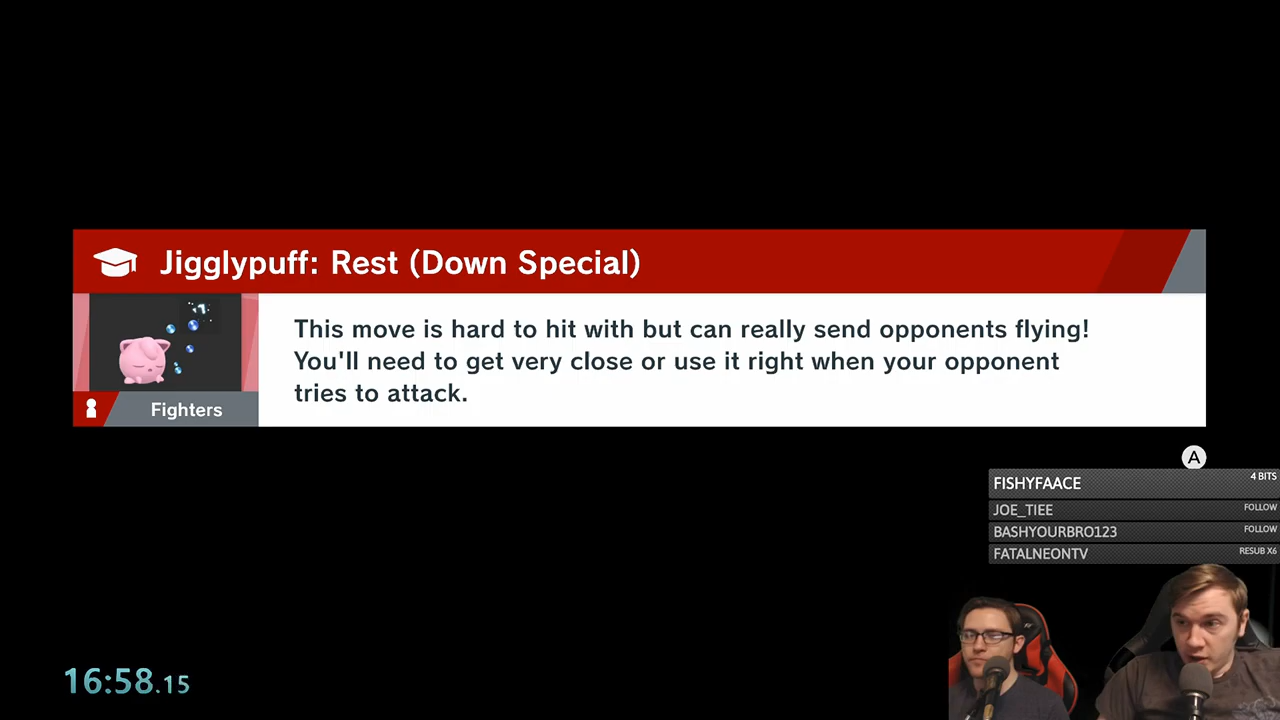 Jigglypuff: Rest (Down Special)
This move is hard to hit with but can really send opponents flying!
You'll need to get very close or use it right when your opponent
tries to attack.
Fighters
A
FISHYFAACE 4 BITS
JOE_TIEE FOLLOW
BASHYOURBRO123 FOLLOW
FATALNEONTV RESUB X6
16:58.15